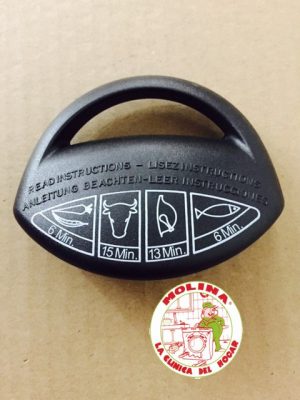 READ INSTRUCTIONS - LISEZ INSTRUCTIONS
ANLEITUNG BEACHTEN-LEER INSTRUCCIONES
6 Min.
15 Min.
13 Min.
6 Min.
MOLINA
LA CLINICA DEL HOGAR